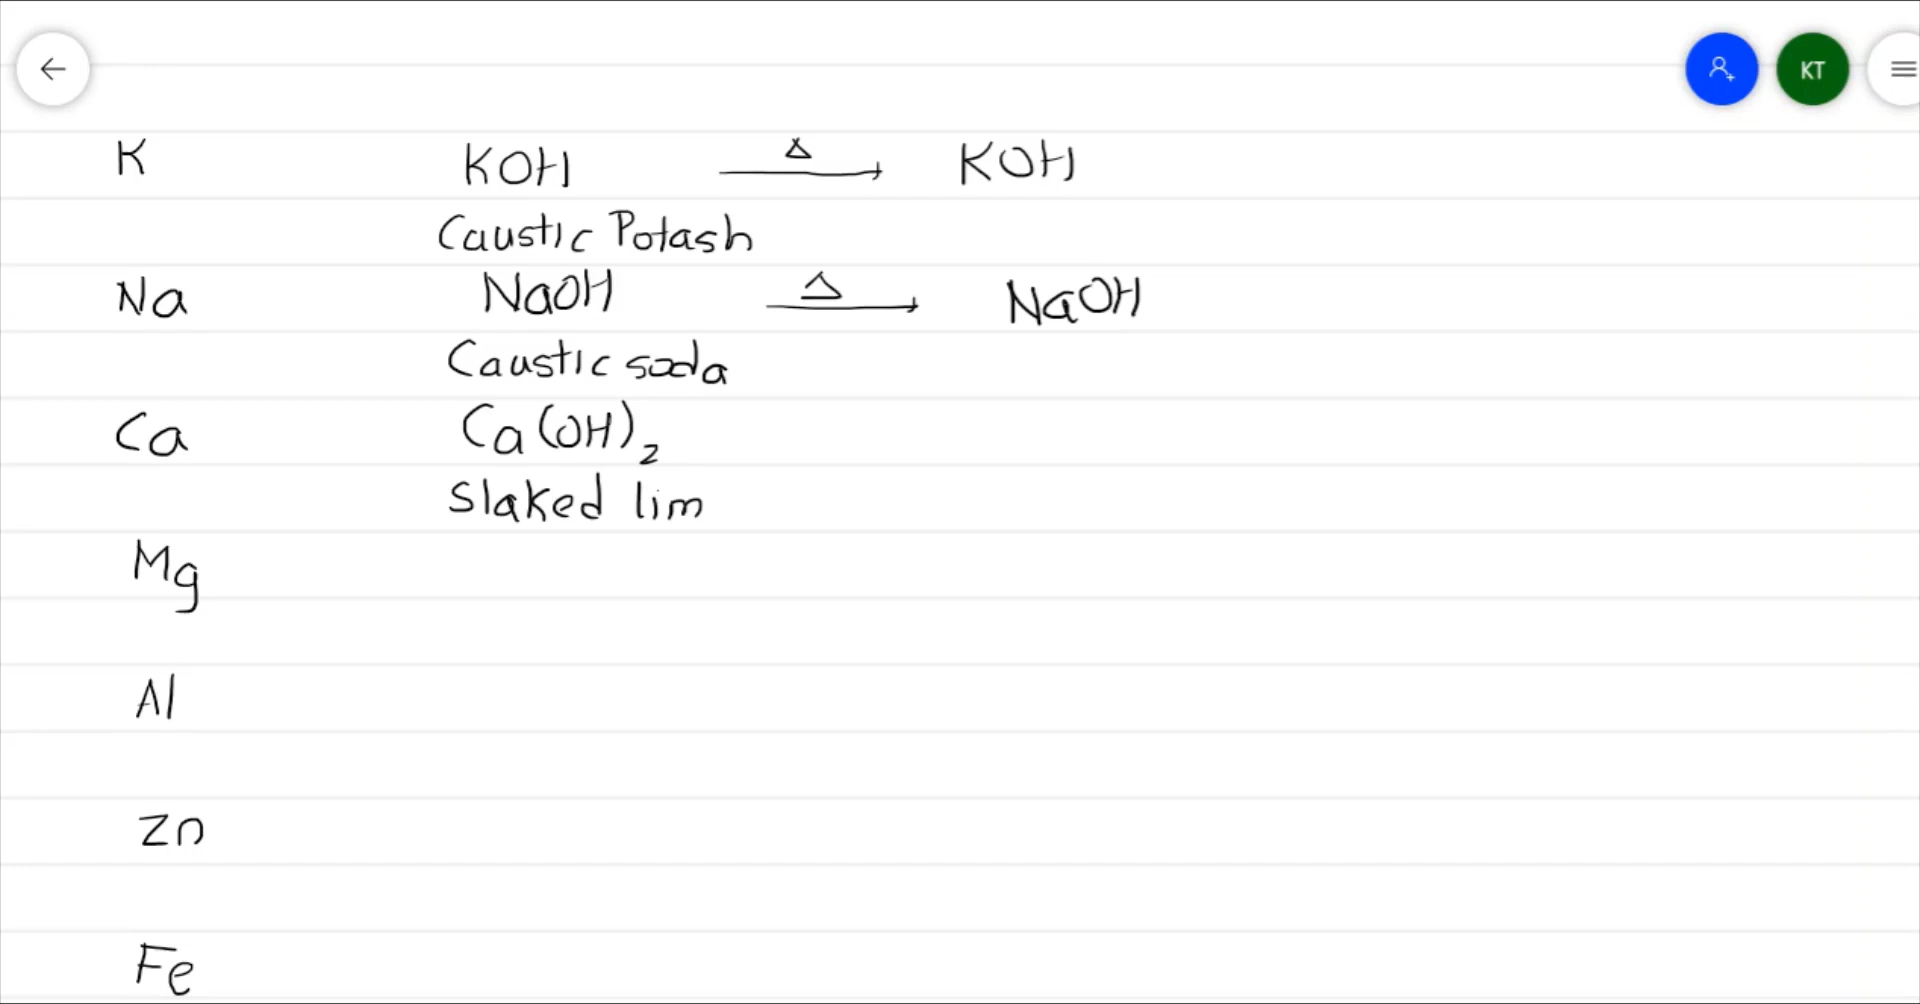 KT
K KOH Δ→ KOH
Caustic Potash
Na NaOH Δ→ NaOH
Caustic soda
Ca Ca(OH)₂
Slaked lim
Mg
Al
Zn
Fe